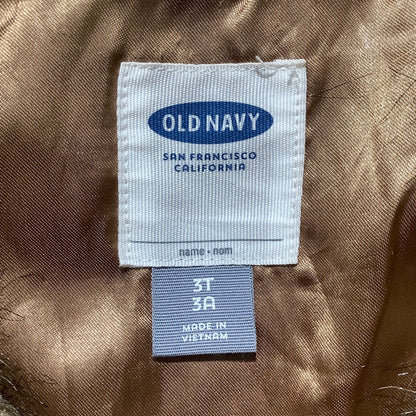 OLD NAVY
SAN FRANCISCO
CALIFORNIA
name • nom
3T
3A
MADE IN
VIETNAM